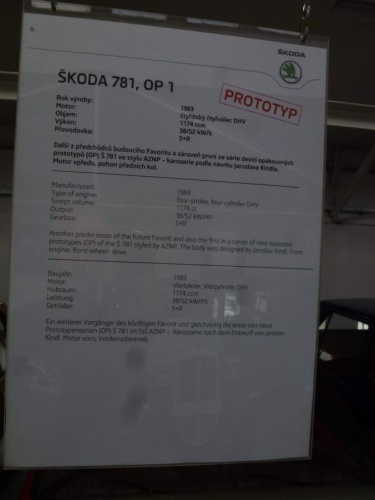 ŠKODA
ŠKODA 781, OP 1
PROTOTYP
Rok výroby: 1983
Motor: čtyřdobý čtyřválec OHV
Objem: 1174 ccm
Výkon: 38/52 kW/k
Převodovka: 5+R
Další z předchůdců budoucího Favoritu a zároveň první ze série devíti opakovaných
prototypů (OP) Š 781 ve stylu AZNP – karoserie podle návrhu Jaroslava Kindla.
Motor vpředu, pohon předních kol.
Manufactured: 1983
Type of engine: four-stroke, four-cylinder OHV
Swept volume: 1174 cc
Output: 38/52 kW/HP
Gearbox: 5+R
Another predecessor of the future Favorit and also the first in a series of nine repeated
prototypes (OP) of the Š 781 styled by AZNP. The body was designed by Jaroslav Kindl. Front
engine, front-wheel- drive.
Baujahr: 1983
Motor: Viertakter, Vierzylinder OHV
Hubraum: 1174 ccm
Leistung: 38/52 kW/PS
Getriebe: 5+R
Ein weiterer Vorgänger des künftigen Favorit und gleichzeitig die erste von neun
Prototypenserien (OP) Š 781 im Stil AZNP – Karosserie nach dem Entwurf von Jaroslav
Kindl. Motor vorn, Vorderradantrieb.